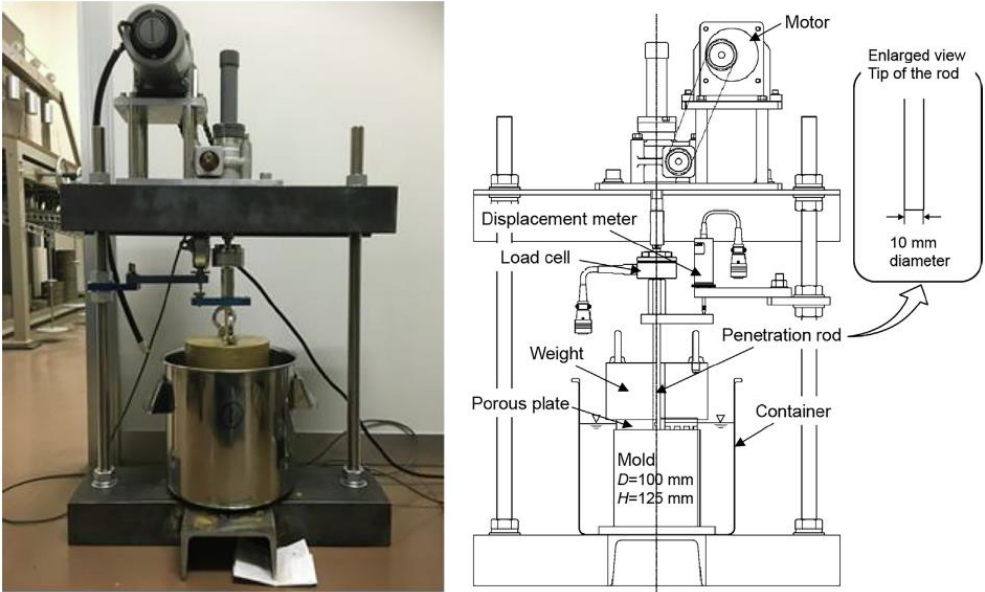 Motor
Enlarged view
Tip of the rod
Displacement meter
Load cell
10 mm
diameter
Penetration rod
Weight
Porous plate
Container
Mold
D=100 mm
H=125 mm